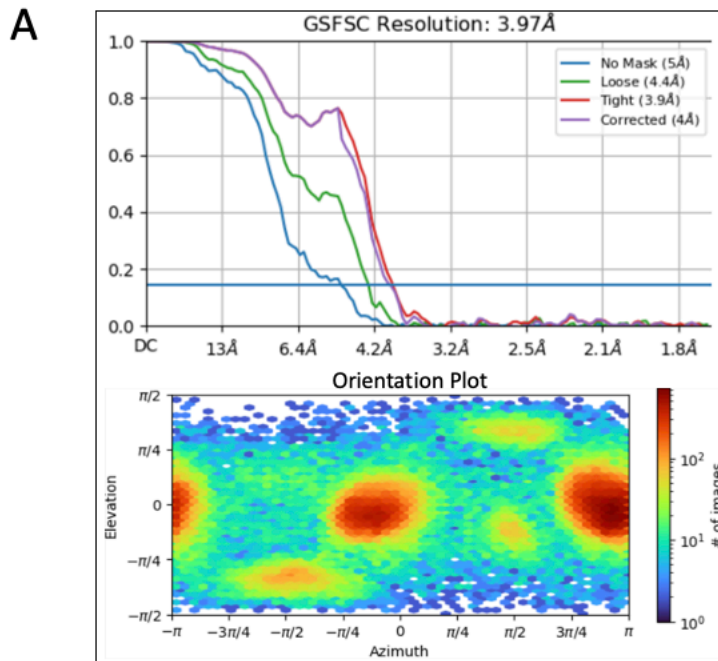 A
GSFSC Resolution: 3.97Å
1.0
0.8
0.6
0.4
0.2
0.0
No Mask (5Å)
Loose (4.4Å)
Tight (3.9Å)
Corrected (4Å)
DC 13Å 6.4Å 4.2Å 3.2Å 2.5Å 2.1Å 1.8Å
Orientation Plot
π/2
π/4
0
−π/4
−π/2
Elevation
−π −3π/4 −π/2 −π/4 0 π/4 π/2 3π/4 π
Azimuth
10²
10¹
10⁰
# of images